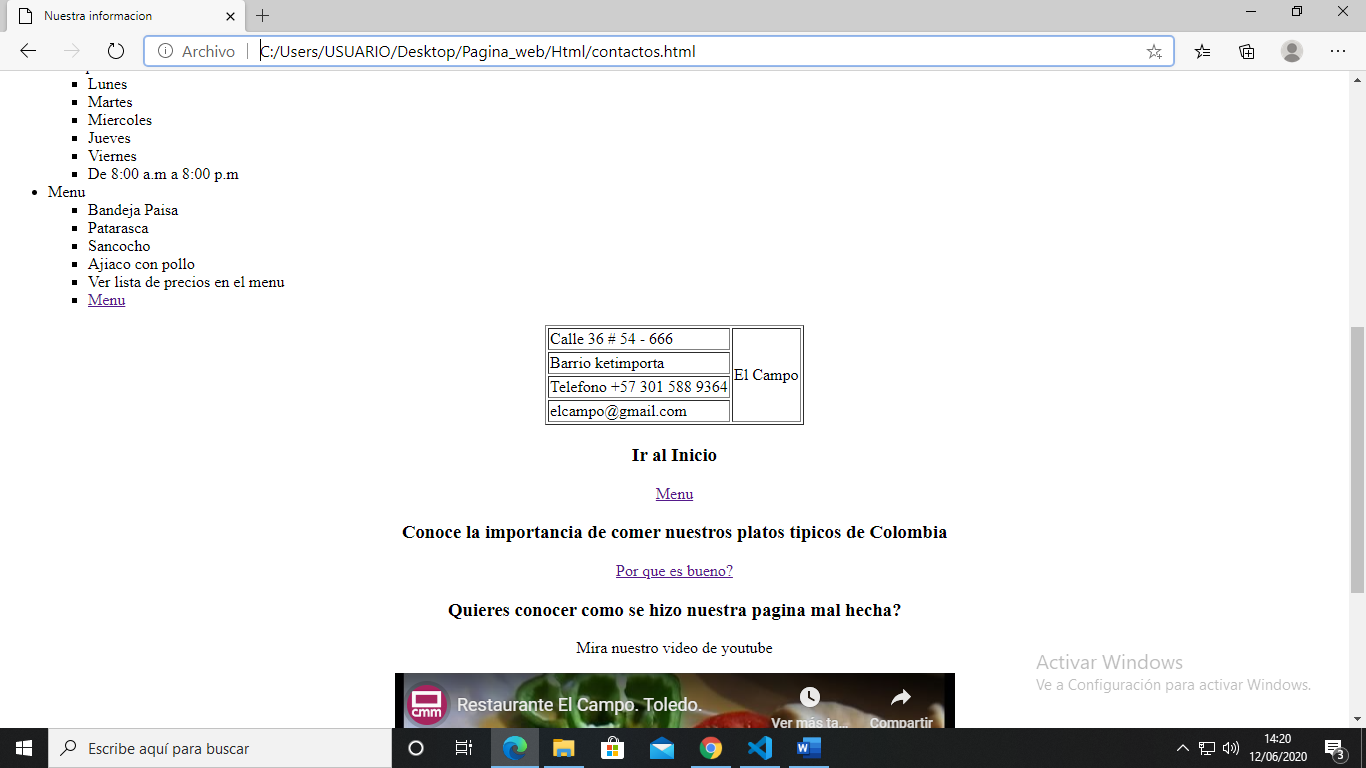 Nuestra informacion
Archivo
C:/Users/USUARIO/Desktop/Pagina_web/Html/contactos.html
Lunes
Martes
Miercoles
Jueves
Viernes
De 8:00 a.m a 8:00 p.m
Menu
Bandeja Paisa
Patarasca
Sancocho
Ajiaco con pollo
Ver lista de precios en el menu
Menu
Calle 36 # 54 - 666
Barrio ketimporta
Telefono +57 301 588 9364
elcampo@gmail.com
El Campo
Ir al Inicio
Menu
Conoce la importancia de comer nuestros platos tipicos de Colombia
Por que es bueno?
Quieres conocer como se hizo nuestra pagina mal hecha?
Mira nuestro video de youtube
cmm
Restaurante El Campo. Toledo.
Ver más ta...
Compartir
Activar Windows
Ve a Configuración para activar Windows.
Escribe aquí para buscar
14:20
12/06/2020
3